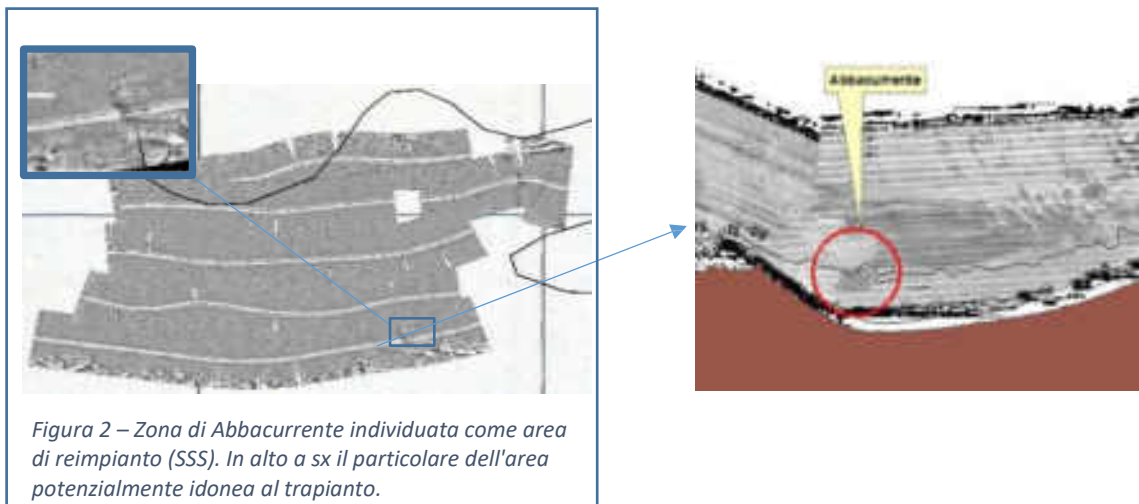 Abbacurrente
Figura 2 – Zona di Abbacurrente individuata come area
di reimpianto (SSS). In alto a sx il particolare dell'area
potenzialmente idonea al trapianto.